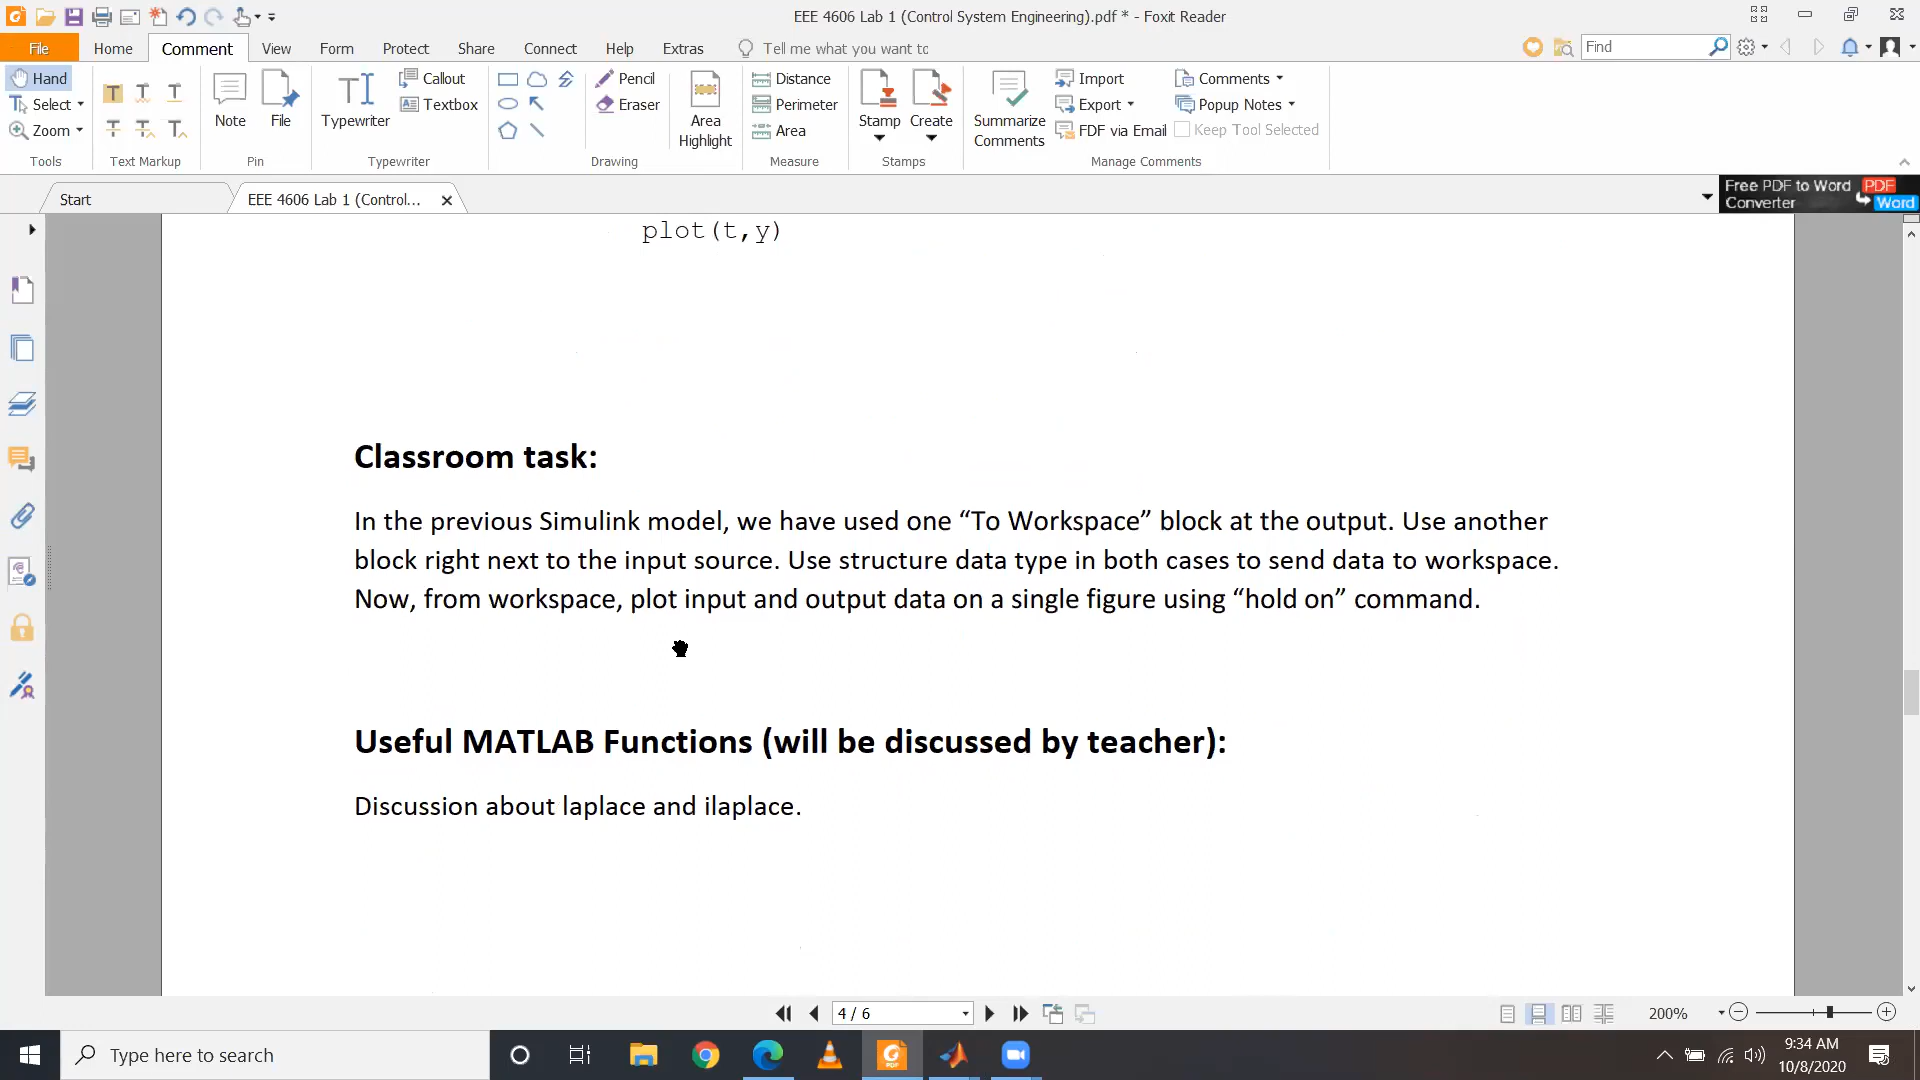 EEE 4606 Lab 1 (Control System Engineering).pdf * - Foxit Reader
File Home Comment View Form Protect Share Connect Help Extras Tell me what you want to Find
Hand
Select
Zoom
Tools
Text Markup
Note
File
Pin
Typewriter
Callout
Textbox
Typewriter
Pencil
Eraser
Drawing
Area
Highlight
Distance
Perimeter
Area
Measure
Stamp
Create
Stamps
Summarize
Comments
Import
Export
FDF via Email
Comments
Popup Notes
Keep Tool Selected
Manage Comments
Start
EEE 4606 Lab 1 (Control...
Free PDF to Word
Converter
PDF
Word
plot(t,y)
Classroom task:
In the previous Simulink model, we have used one “To Workspace” block at the output. Use another
block right next to the input source. Use structure data type in both cases to send data to workspace.
Now, from workspace, plot input and output data on a single figure using “hold on” command.
Useful MATLAB Functions (will be discussed by teacher):
Discussion about laplace and ilaplace.
4 / 6
200%
Type here to search
9:34 AM
10/8/2020